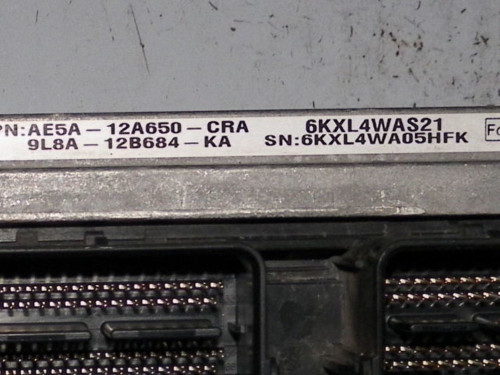 PN:AE5A-12A650-CRA 6KXL4WAS21
9L8A-12B684-KA SN:6KXL4WA05HFK